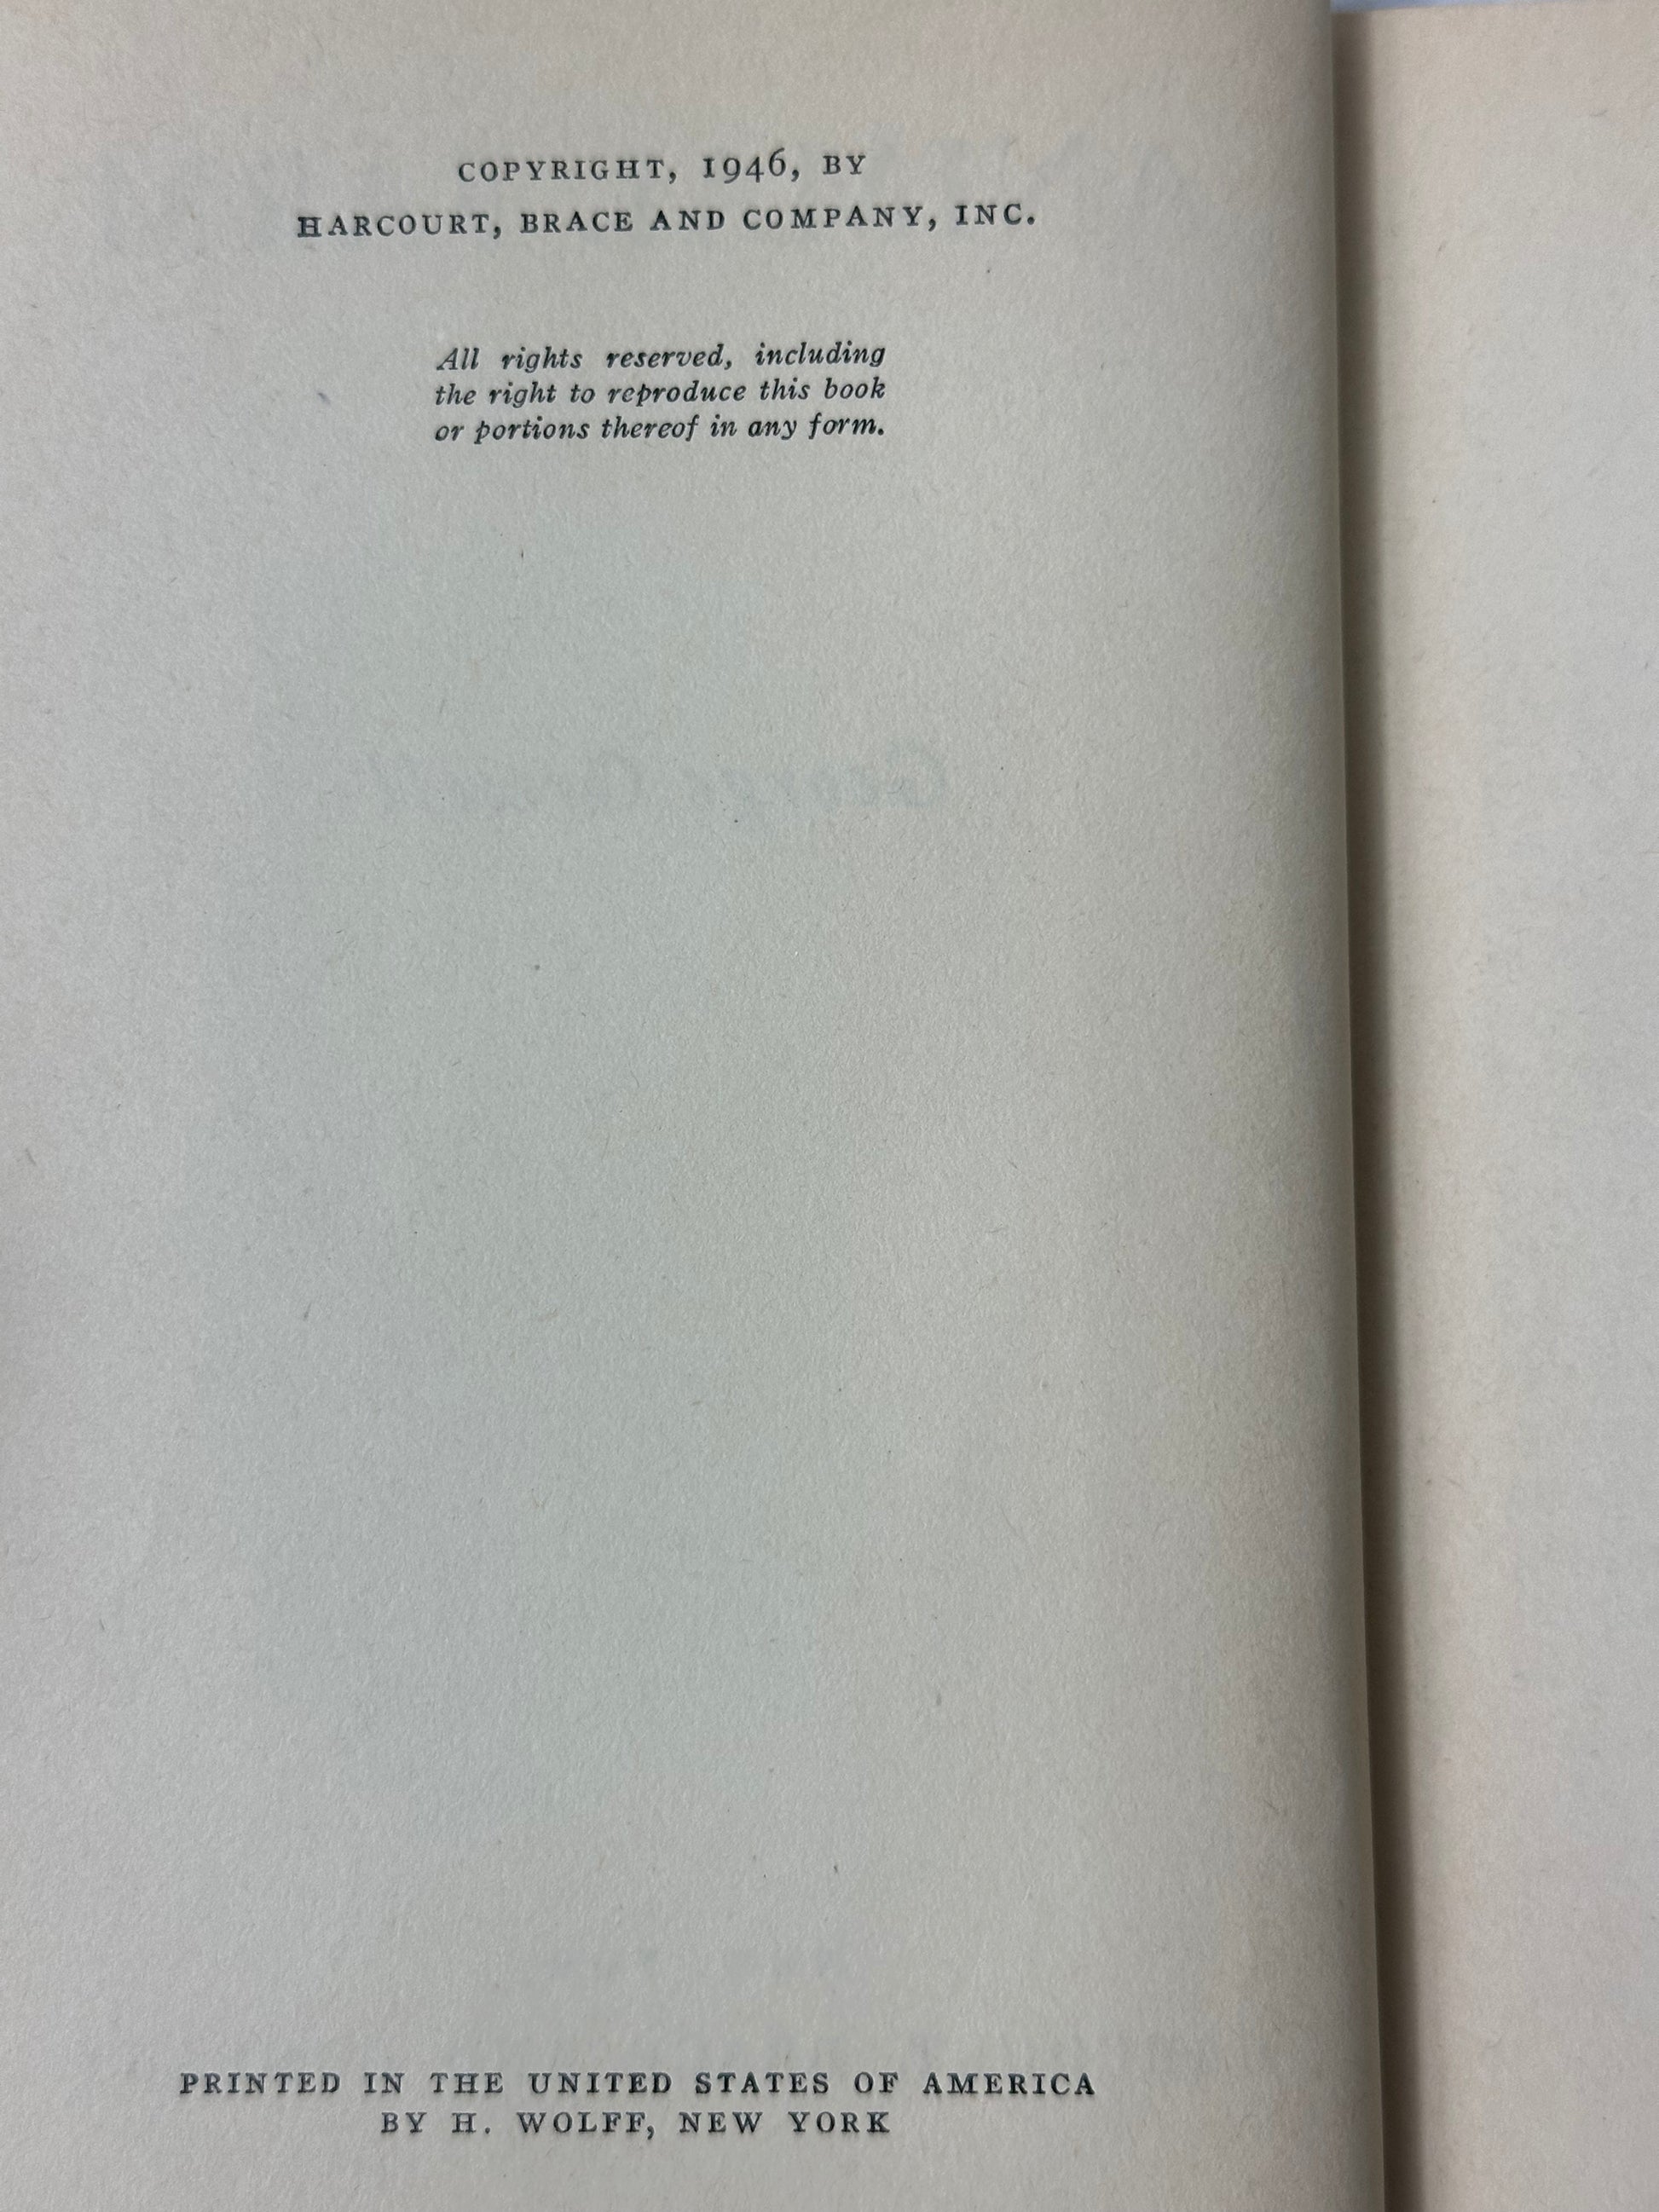 COPYRIGHT, 1946, BY
HARCOURT, BRACE AND COMPANY, INC.
All rights reserved, including
the right to reproduce this book
or portions thereof in any form.
PRINTED IN THE UNITED STATES OF AMERICA
BY H. WOLFF, NEW YORK